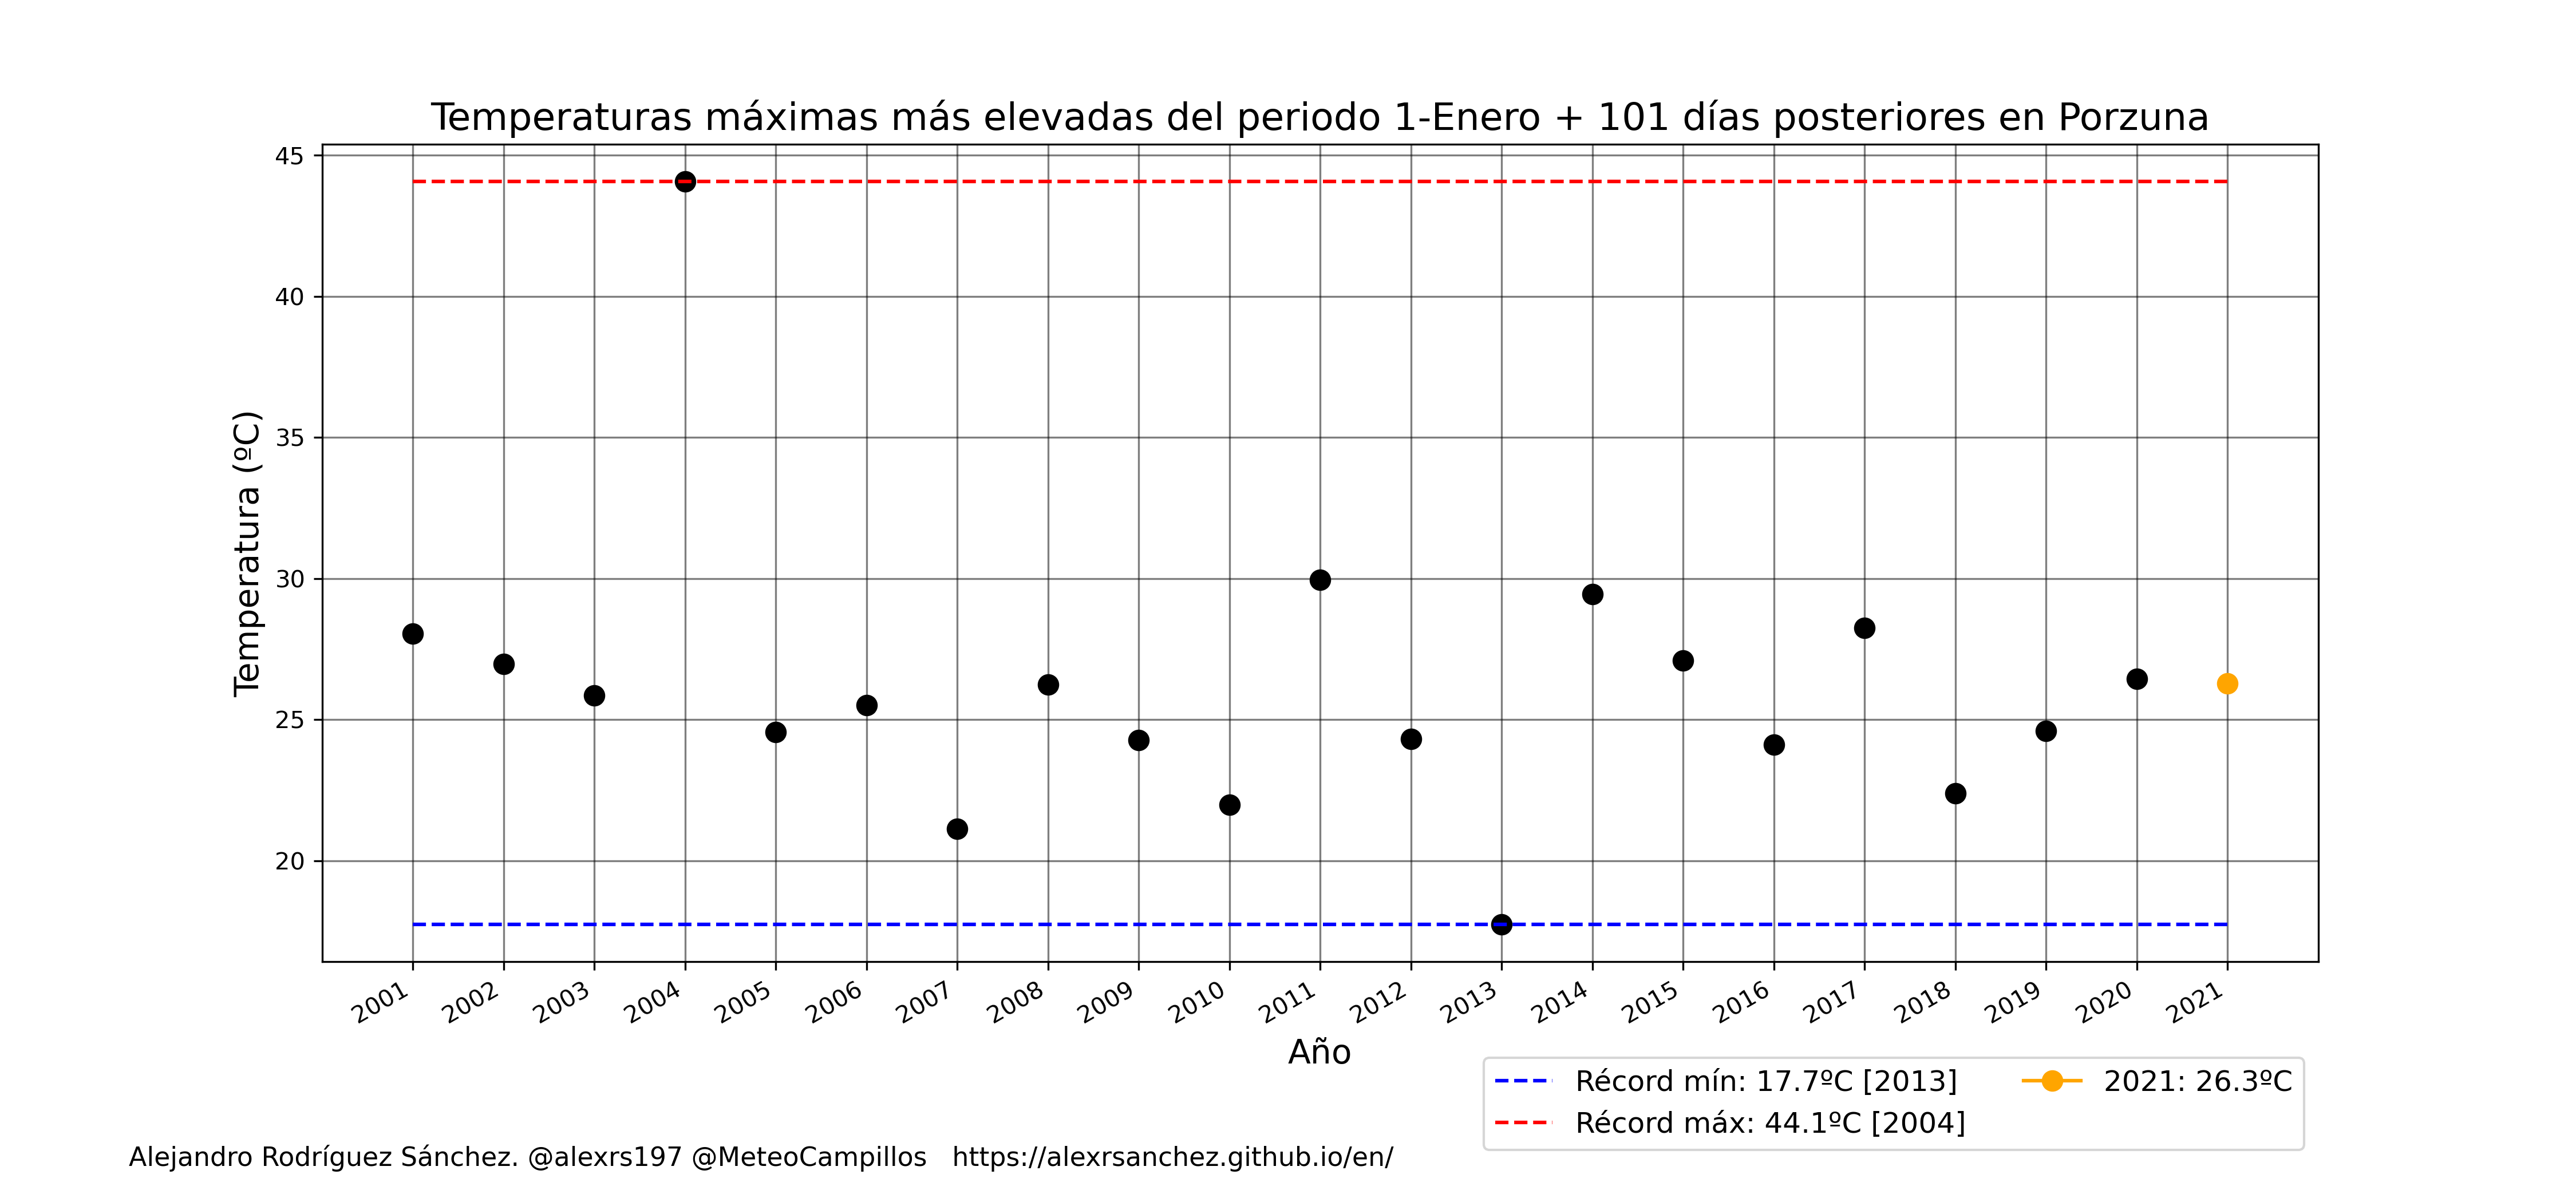 Temperaturas máximas más elevadas del periodo 1-Enero + 101 días posteriores en Porzuna
Temperatura (ºC)
45
40
35
30
25
20
2001 2002 2003 2004 2005 2006 2007 2008 2009 2010 2011 2012 2013 2014 2015 2016 2017 2018 2019 2020 2021
Año
Récord mín: 17.7ºC [2013]
Récord máx: 44.1ºC [2004]
2021: 26.3ºC
Alejandro Rodríguez Sánchez. @alexrs197 @MeteoCampillos https://alexrsanchez.github.io/en/